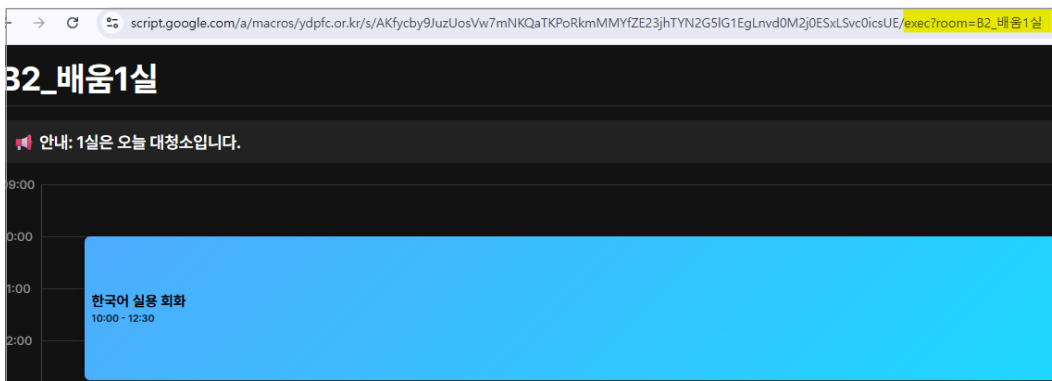 script.google.com/a/macros/ydpfc.or.kr/s/AKfycby9JuzUosVw7mNKQaTKPoRkmMMYfZE23jhTYN2G5lG1EgLnvd0M2j0ESxLSvc0icsUE/exec?room=B2_배움1실
B2_배움1실
안내: 1실은 오늘 대청소입니다.
09:00
0:00
1:00
한국어 실용 회화
10:00 - 12:30
2:00